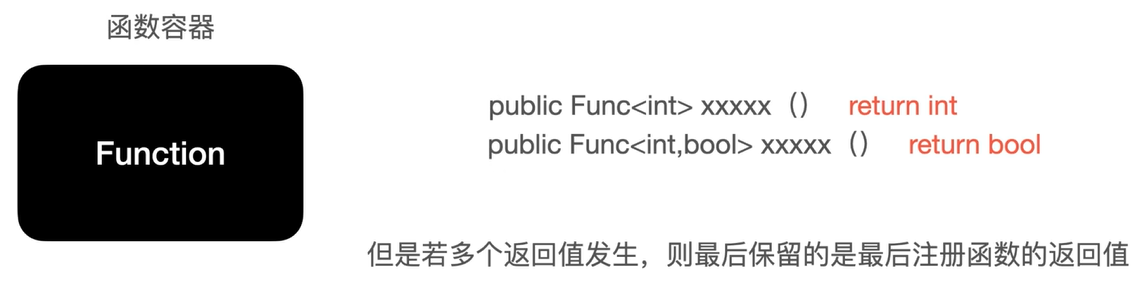 函数容器
Function
public Func<int> xxxxx（） return int
public Func<int,bool> xxxxx（） return bool
但是若多个返回值发生，则最后保留的是最后注册函数的返回值